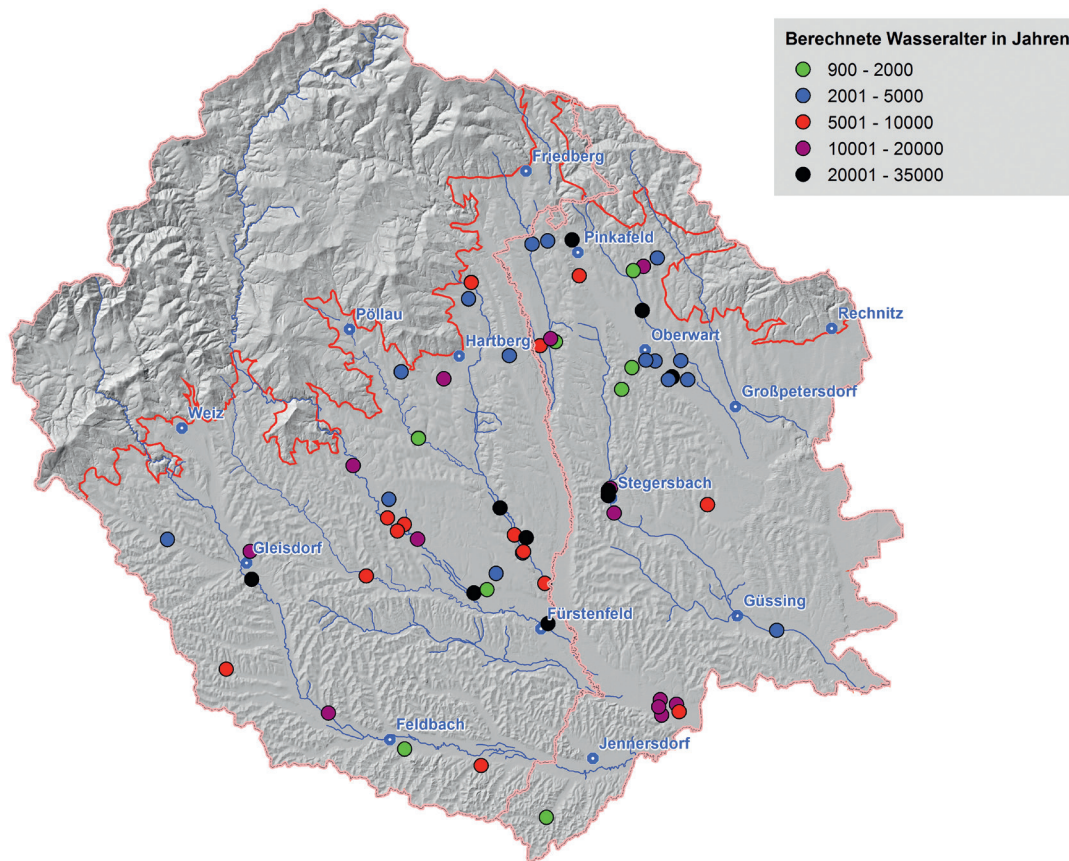 Berechnete Wasseralter in Jahren
900 - 2000
2001 - 5000
5001 - 10000
10001 - 20000
20001 - 35000
Friedberg
Pinkafeld
Pöllau
Rechnitz
Hartberg
Oberwart
Großpetersdorf
Weiz
Stegersbach
Gleisdorf
Güssing
Fürstenfeld
Feldbach
Jennersdorf